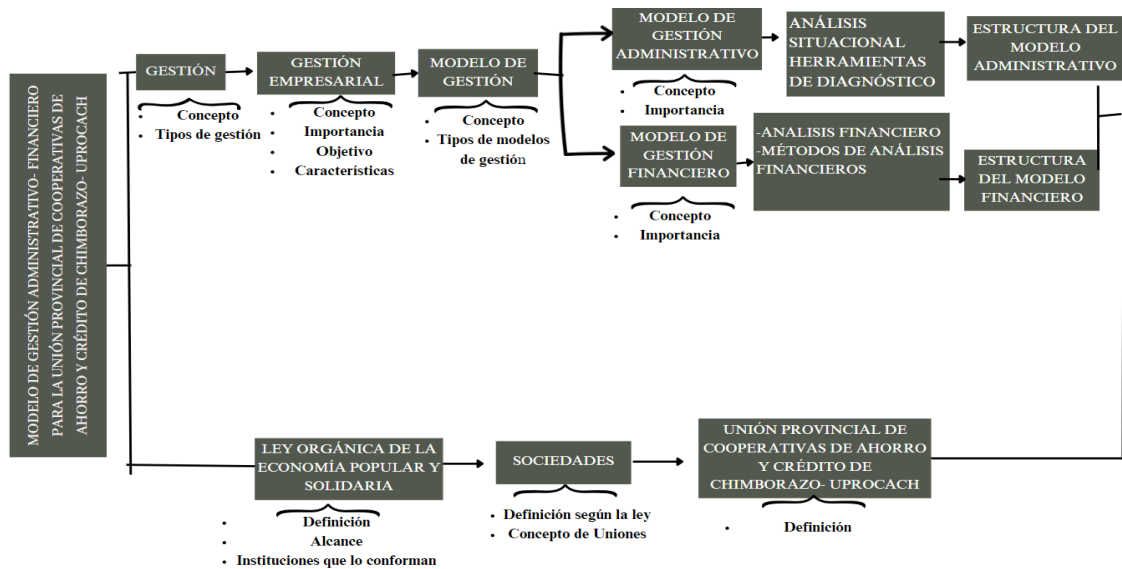 MODELO DE GESTIÓN ADMINISTRATIVO- FINANCIERO
PARA LA UNIÓN PROVINCIAL DE COOPERATIVAS DE
AHORRO Y CRÉDITO DE CHIMBORAZO- UPROCACH
GESTIÓN
• Concepto
• Tipos de gestión
GESTIÓN
EMPRESARIAL
• Concepto
• Importancia
• Objetivo
• Características
MODELO DE
GESTIÓN
• Concepto
• Tipos de modelos
de gestión
MODELO DE
GESTIÓN
ADMINISTRATIVO
• Concepto
• Importancia
ANÁLISIS
SITUACIONAL
HERRAMIENTAS
DE DIAGNÓSTICO
ESTRUCTURA DEL
MODELO
ADMINISTRATIVO
MODELO DE
GESTIÓN
FINANCIERO
• Concepto
• Importancia
-ANALISIS FINANCIERO
-MÉTODOS DE ANÁLISIS
FINANCIEROS
ESTRUCTURA
DEL MODELO
FINANCIERO
LEY ORGÁNICA DE LA
ECONOMÍA POPULAR Y
SOLIDARIA
• Definición
• Alcance
• Instituciones que lo conforman
SOCIEDADES
• Definición según la ley
• Concepto de Uniones
UNIÓN PROVINCIAL DE
COOPERATIVAS DE AHORRO
Y CRÉDITO DE
CHIMBORAZO- UPROCACH
• Definición